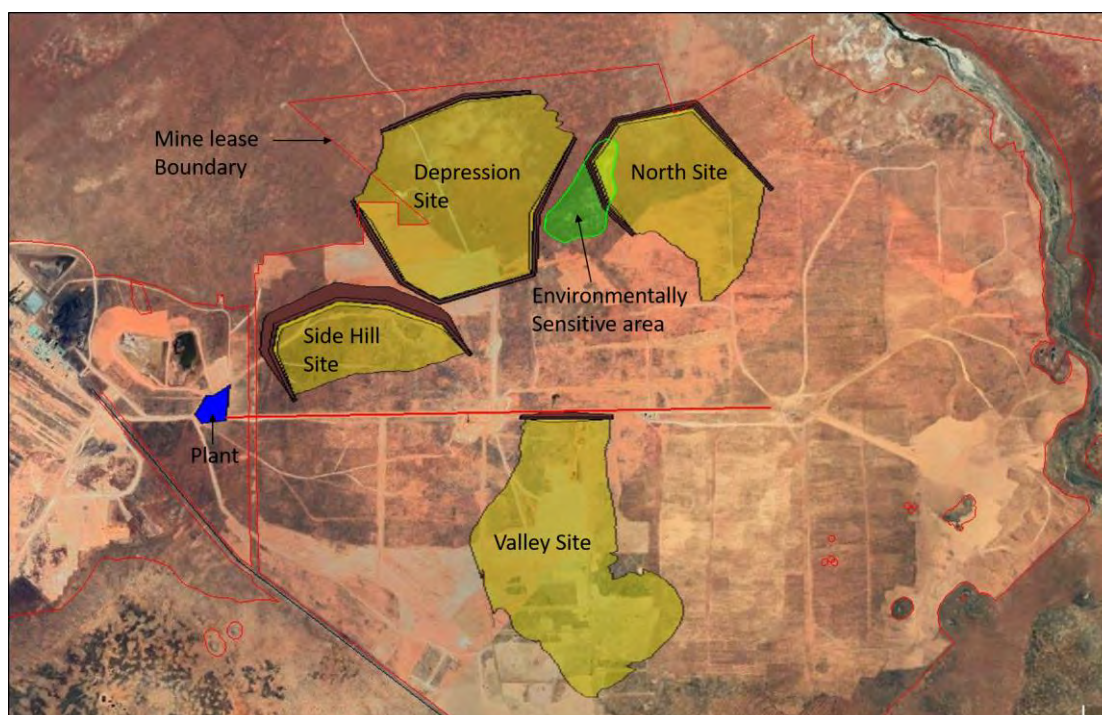 Mine lease
Boundary
Depression
Site
North Site
Environmentally
Sensitive area
Side Hill
Site
Plant
Valley Site